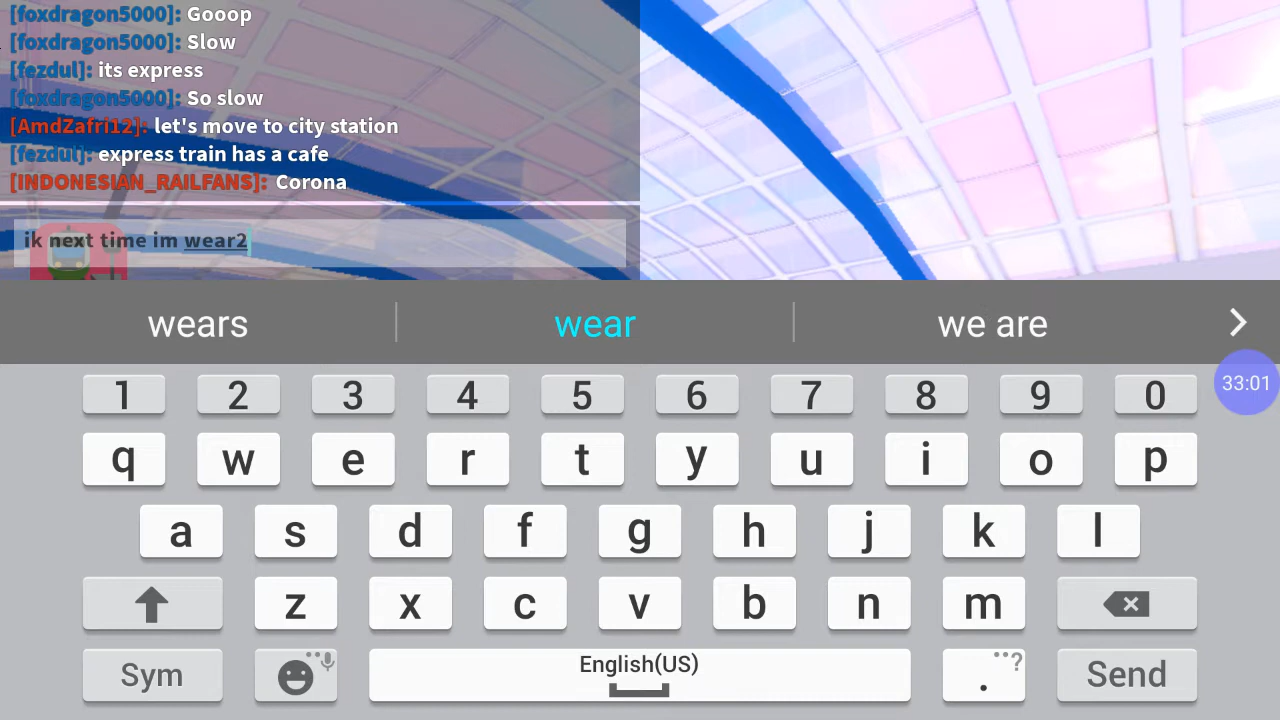 [foxdragon5000]: Gooop
[foxdragon5000]: Slow
[fezdul]: its express
[foxdragon5000]: So slow
[AmdZafri12]: let's move to city station
[fezdul]: express train has a cafe
[INDONESIAN_RAILFANS]: Corona
ik next time im wear2
wears wear we are
33:01
1 2 3 4 5 6 7 8 9 0
q w e r t y u i o p
a s d f g h j k l
z x c v b n m
Sym English(US) . ? Send